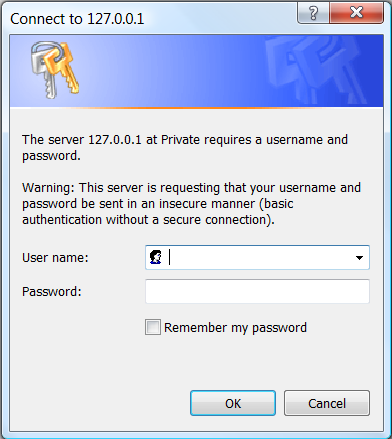 Connect to 127.0.0.1
The server 127.0.0.1 at Private requires a username and
password.
Warning: This server is requesting that your username and
password be sent in an insecure manner (basic
authentication without a secure connection).
User name:
Password:
Remember my password
OK
Cancel